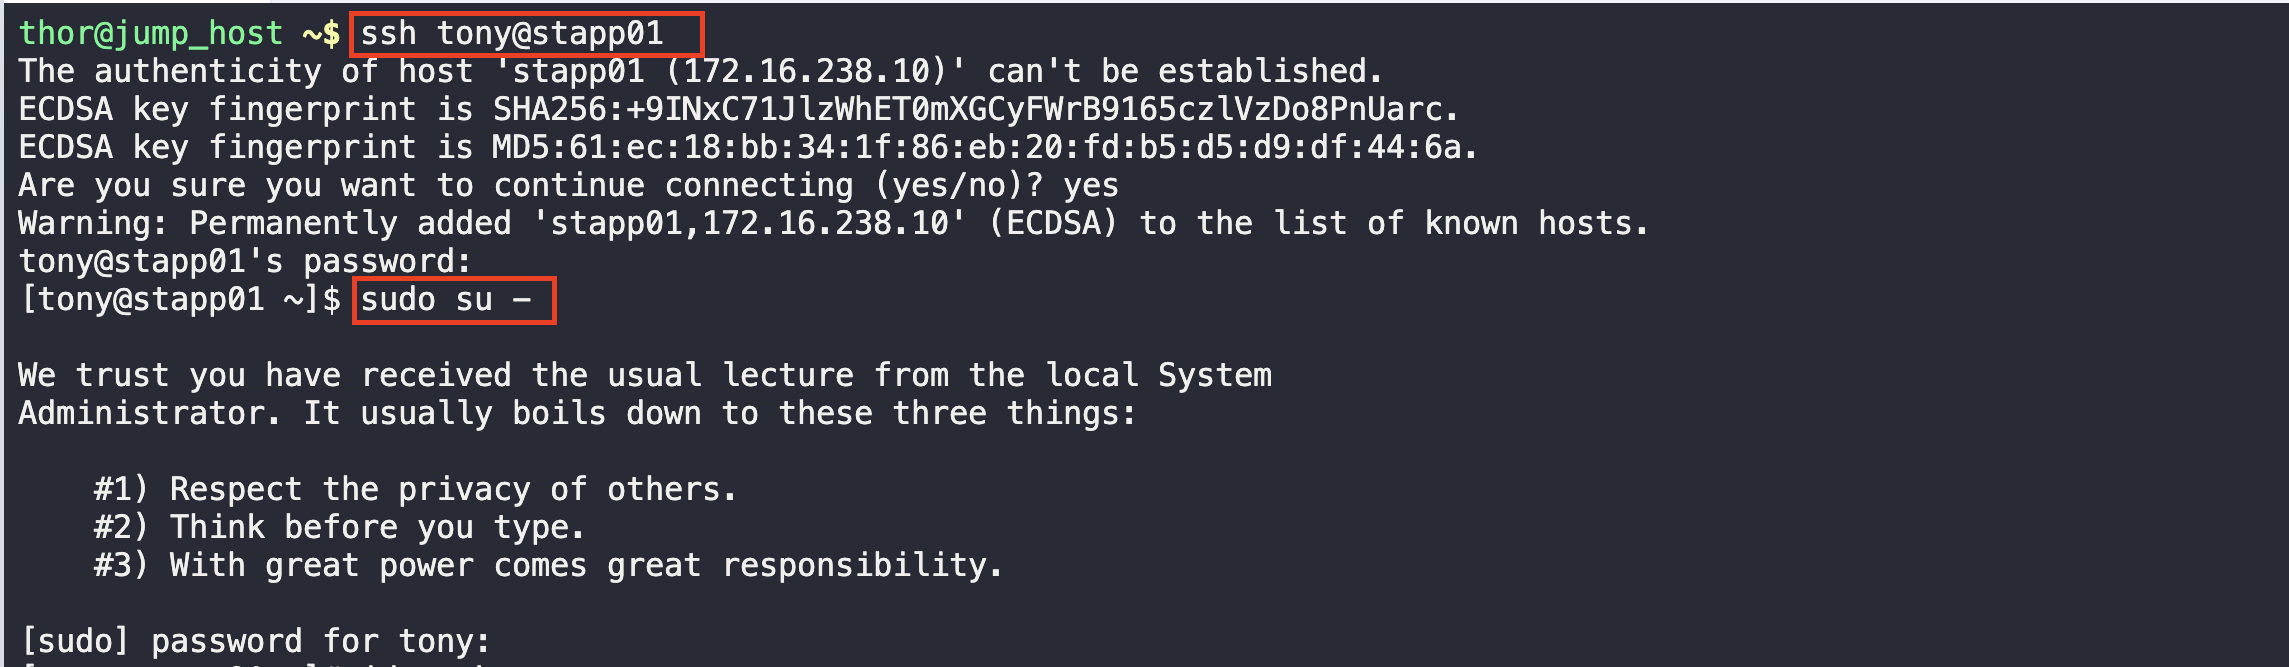 thor@jump_host ~$ ssh tony@stapp01
The authenticity of host 'stapp01 (172.16.238.10)' can't be established.
ECDSA key fingerprint is SHA256:+9INxC71JlzWhET0mXGCyFWrB9165czlVzDo8PnUarc.
ECDSA key fingerprint is MD5:61:ec:18:bb:34:1f:86:eb:20:fd:b5:d5:d9:df:44:6a.
Are you sure you want to continue connecting (yes/no)? yes
Warning: Permanently added 'stapp01,172.16.238.10' (ECDSA) to the list of known hosts.
tony@stapp01's password:
[tony@stapp01 ~]$ sudo su -
We trust you have received the usual lecture from the local System
Administrator. It usually boils down to these three things:
#1) Respect the privacy of others.
#2) Think before you type.
#3) With great power comes great responsibility.
[sudo] password for tony: